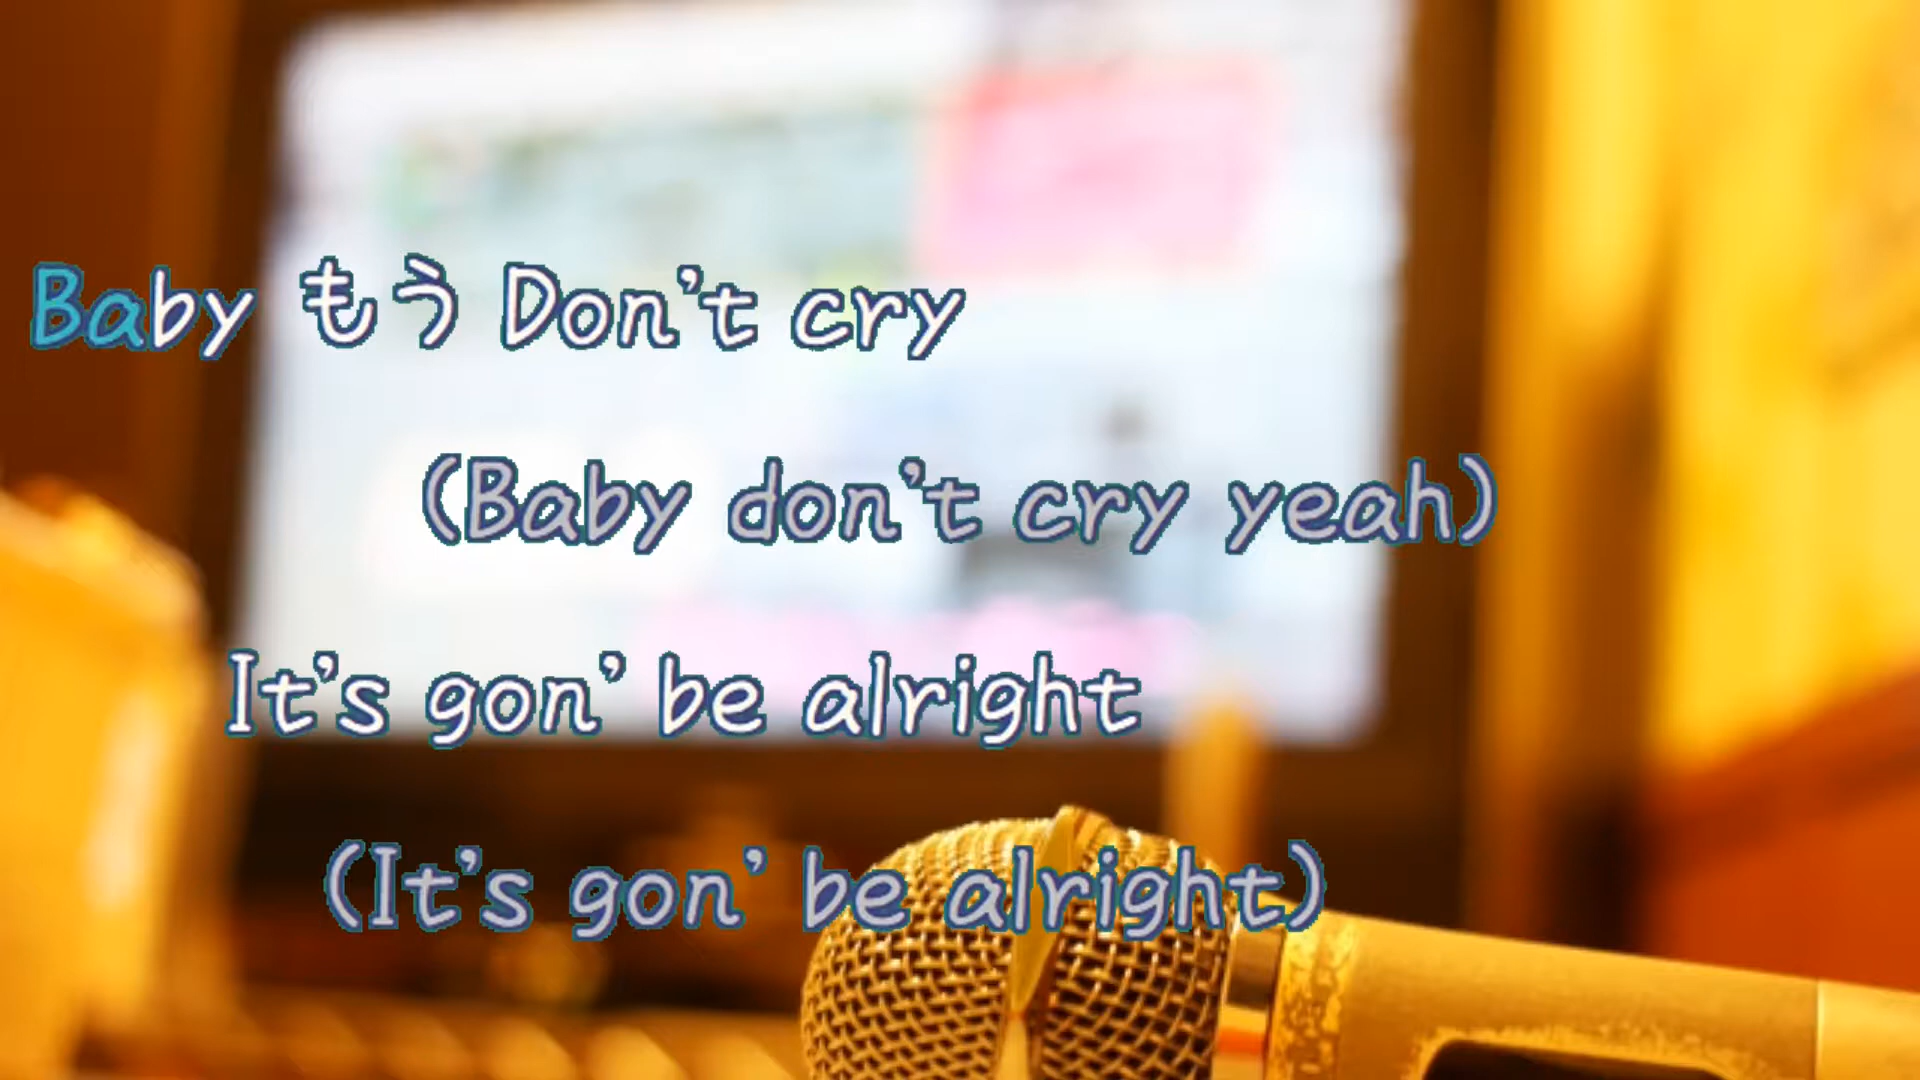 Baby もう Don't cry
(Baby don't cry yeah)
It's gon' be alright
(It's gon' be alright)